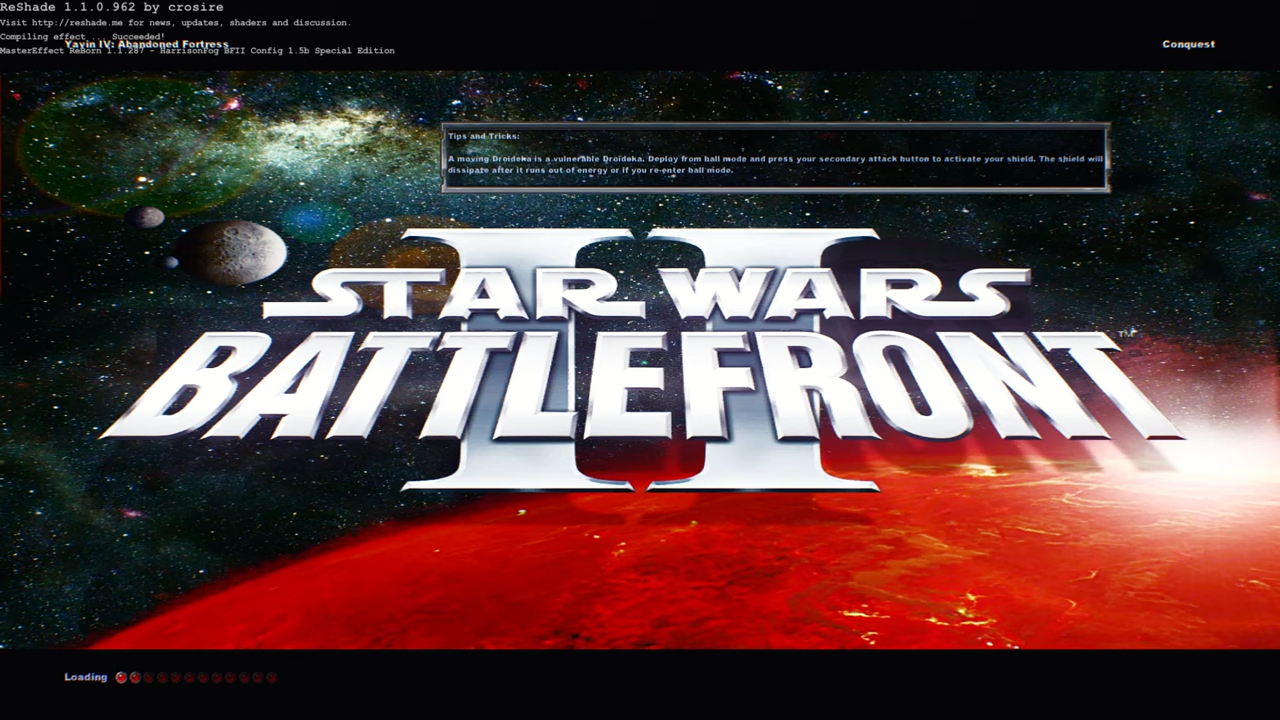 ReShade 1.1.0.962 by crosire
Visit http://reshade.me for news, updates, shaders and discussion.
Compiling effect ... Succeeded!
Yavin IV: Abandoned Fortress
Conquest
MasterEffect ReBorn 1.1.287 - HarrisonFog BFII Config 1.5b Special Edition
Tips and Tricks:
A moving Droideka is a vulnerable Droideka. Deploy from ball mode and press your secondary attack button to activate your shield. The shield will
dissipate after it runs out of energy or if you re-enter ball mode.
II
STAR WARS
BATTLEFRONT
TM
Loading